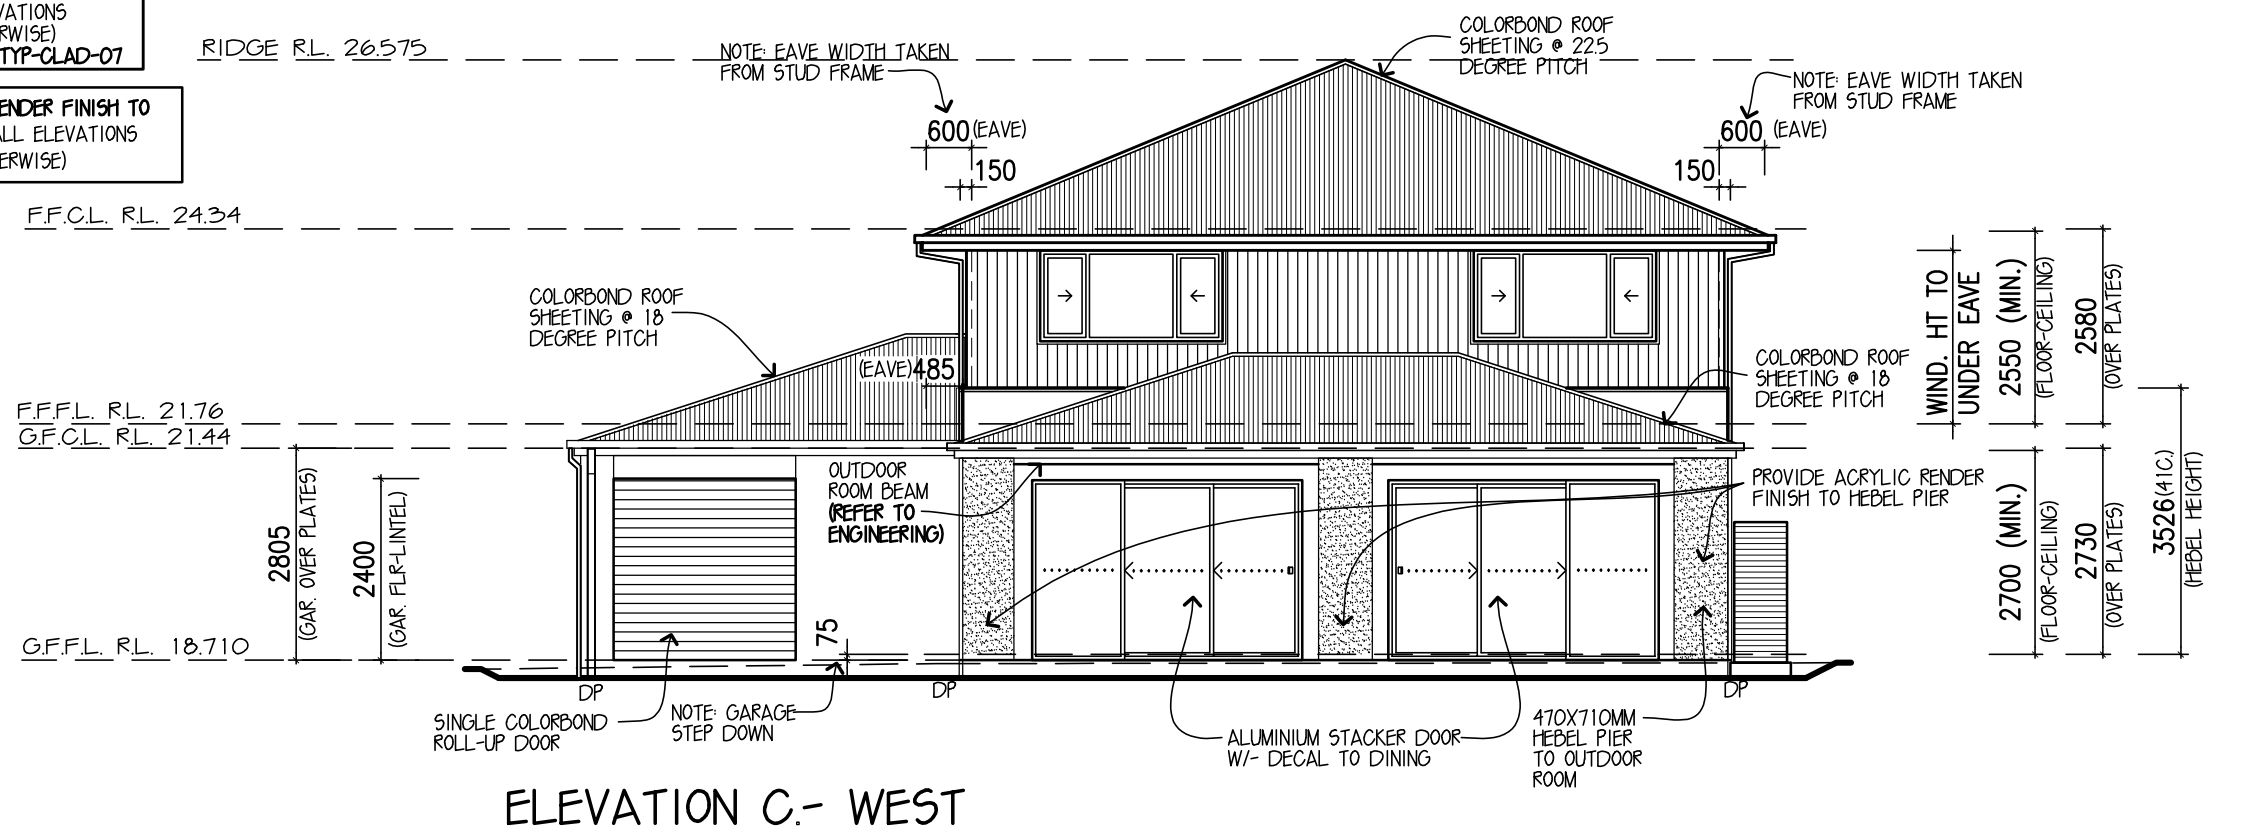 VATIONS
RWISE)
TYP-CLAD-07
ENDER FINISH TO
ALL ELEVATIONS
ERWISE)
RIDGE R.L. 26.575
NOTE: EAVE WIDTH TAKEN
FROM STUD FRAME
COLORBOND ROOF
SHEETING @ 22.5
DEGREE PITCH
NOTE: EAVE WIDTH TAKEN
FROM STUD FRAME
600 (EAVE)
150
600 (EAVE)
150
F.F.C.L. R.L. 24.34
COLORBOND ROOF
SHEETING @ 18
DEGREE PITCH
(EAVE) 485
COLORBOND ROOF
SHEETING @ 18
DEGREE PITCH
WIND. HT TO
UNDER EAVE
2550 (MIN.)
(FLOOR-CEILING)
2580
(OVER PLATES)
F.F.F.L. R.L. 21.76
G.F.C.L. R.L. 21.44
2805
(GAR. OVER PLATES)
2400
(GAR. FLR-LINTEL)
OUTDOOR
ROOM BEAM
(REFER TO
ENGINEERING)
PROVIDE ACRYLIC RENDER
FINISH TO HEBEL PIER
2700 (MIN.)
(FLOOR-CEILING)
2730
(OVER PLATES)
3526 (41C.)
(HEBEL HEIGHT)
75
G.F.F.L. R.L. 18.710
DP
DP
DP
SINGLE COLORBOND
ROLL-UP DOOR
NOTE: GARAGE
STEP DOWN
ALUMINIUM STACKER DOOR
W/- DECAL TO DINING
470X710MM
HEBEL PIER
TO OUTDOOR
ROOM
ELEVATION C.- WEST